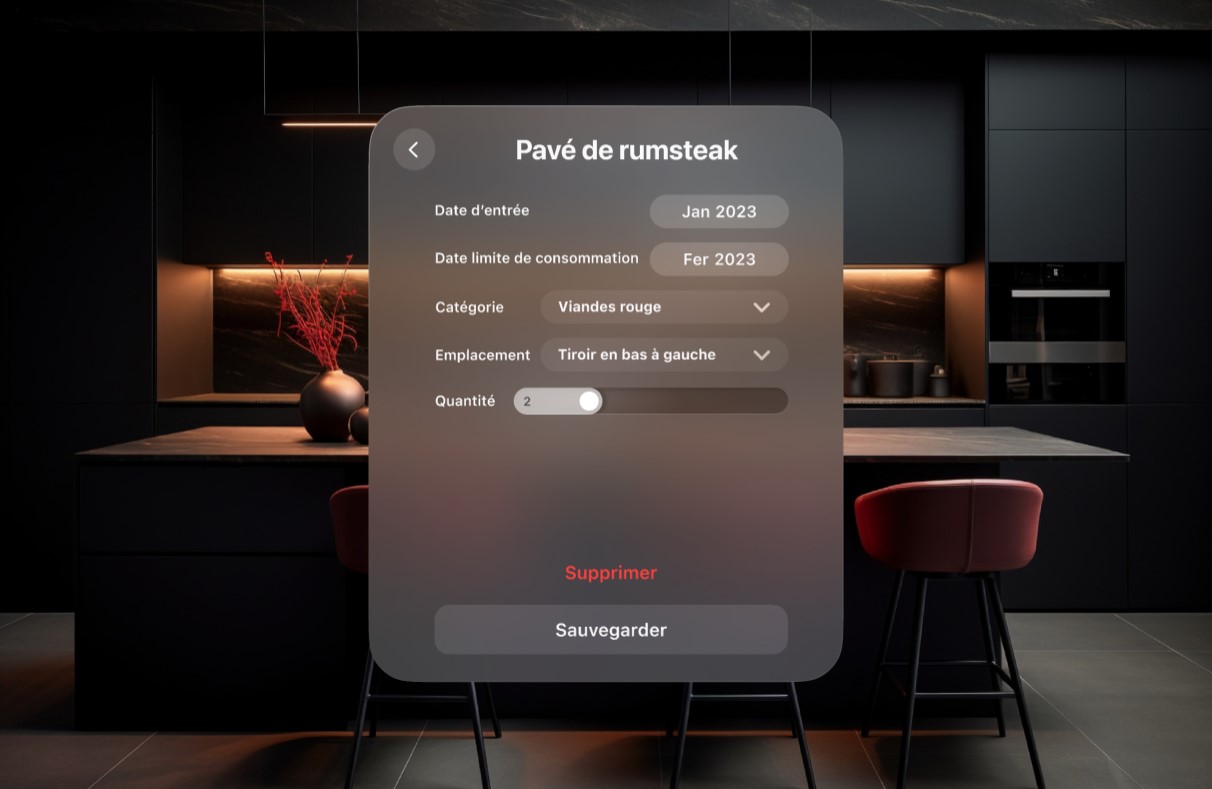 Pavé de rumsteak
Date d'entrée
Jan 2023
Date limite de consommation
Fer 2023
Catégorie
Viandes rouge
Emplacement
Tiroir en bas à gauche
Quantité
2
Supprimer
Sauvegarder